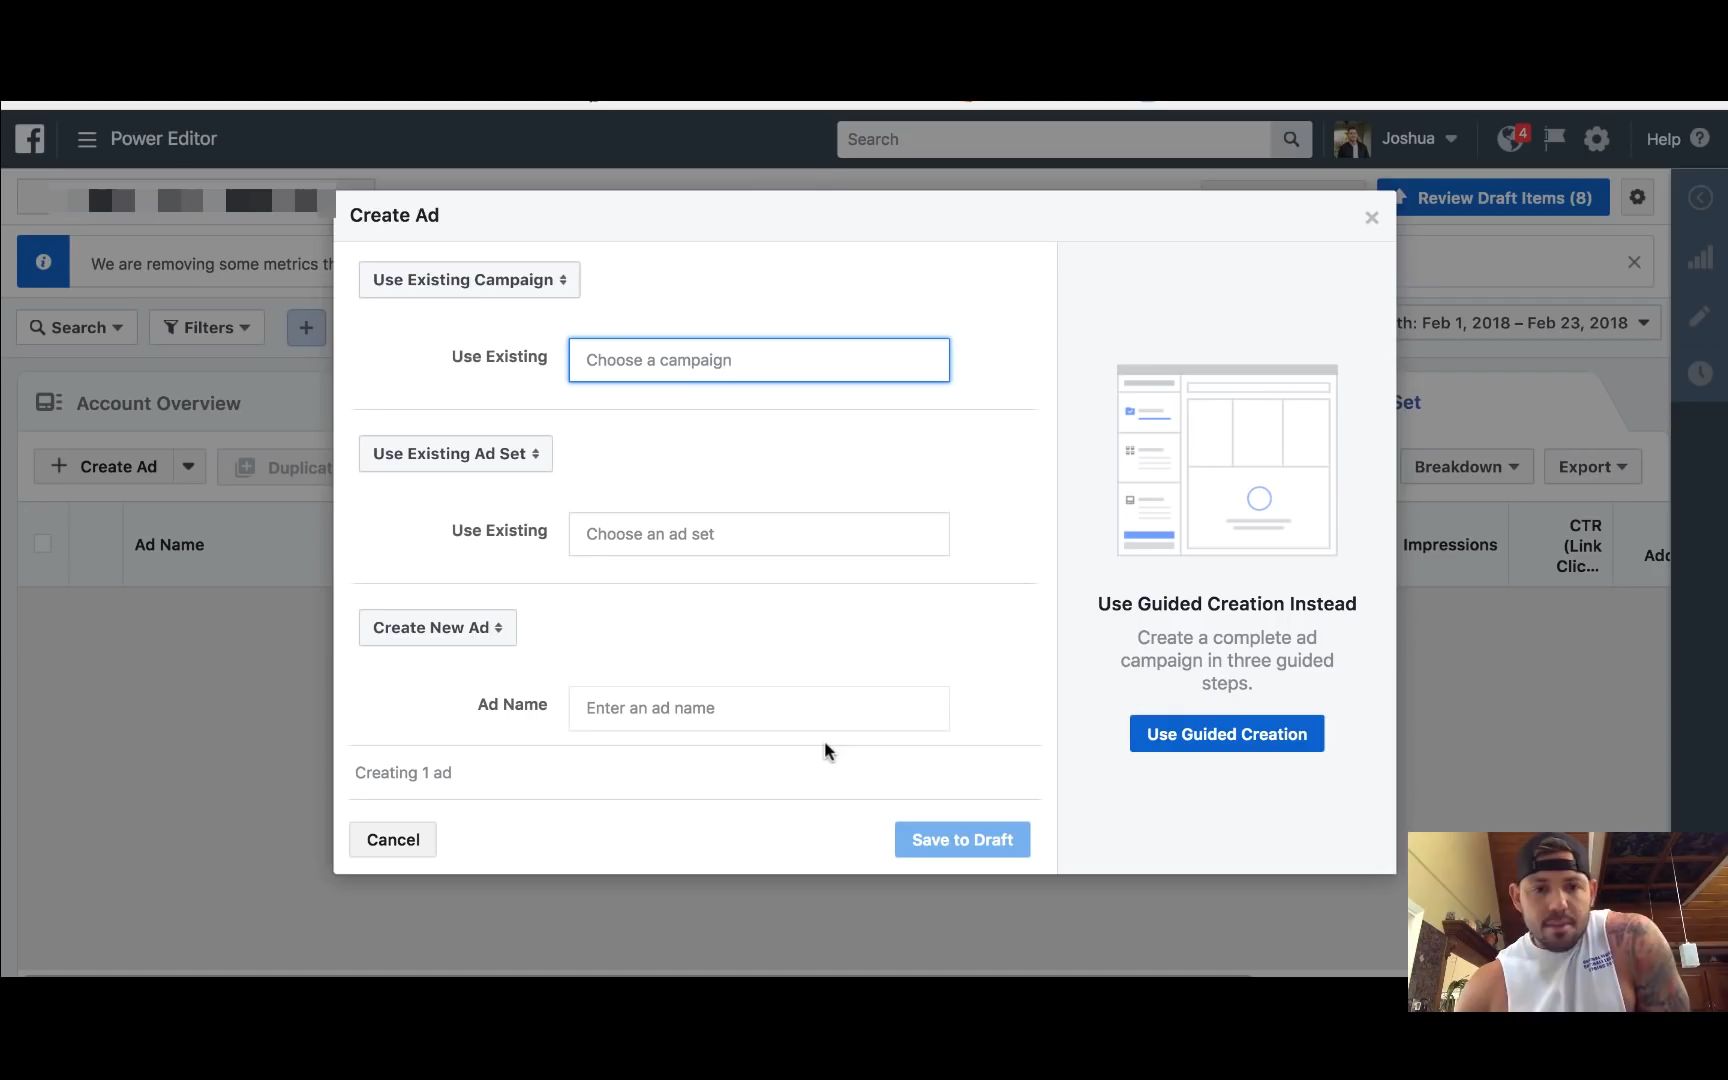 Power Editor
Search
Joshua
4
Help
Review Draft Items (8)
We are removing some metrics
Search
Filters
th: Feb 1, 2018 – Feb 23, 2018
Account Overview
Set
Create Ad
Duplicat
Breakdown
Export
Ad Name
Impressions
CTR
(Link
Clic...
Create Ad
Use Existing Campaign
Use Existing
Choose a campaign
Use Existing Ad Set
Use Existing
Choose an ad set
Create New Ad
Ad Name
Enter an ad name
Creating 1 ad
Cancel
Save to Draft
Use Guided Creation Instead
Create a complete ad
campaign in three guided
steps.
Use Guided Creation